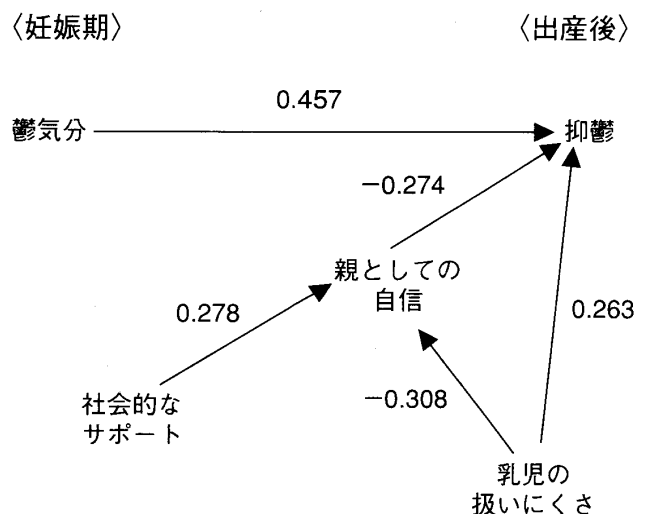 〈妊娠期〉
〈出産後〉
0.457
鬱気分
抑鬱
−0.274
親としての
自信
0.278
0.263
社会的な
サポート
−0.308
乳児の
扱いにくさ